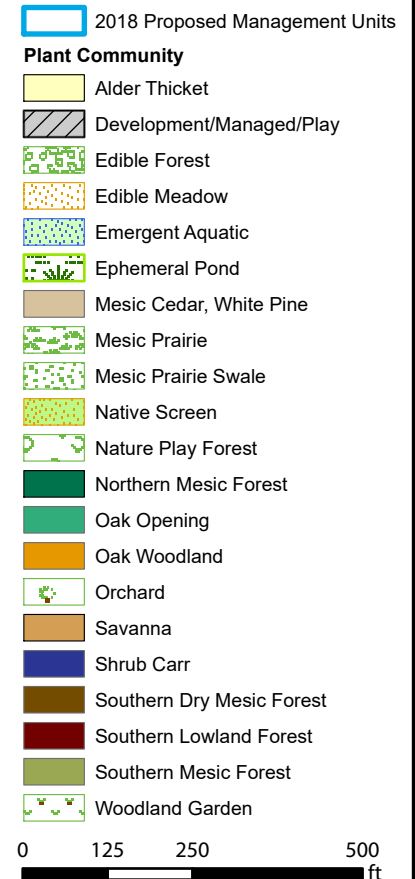 2018 Proposed Management Units
Plant Community
Alder Thicket
Development/Managed/Play
Edible Forest
Edible Meadow
Emergent Aquatic
Ephemeral Pond
Mesic Cedar, White Pine
Mesic Prairie
Mesic Prairie Swale
Native Screen
Nature Play Forest
Northern Mesic Forest
Oak Opening
Oak Woodland
Orchard
Savanna
Shrub Carr
Southern Dry Mesic Forest
Southern Lowland Forest
Southern Mesic Forest
Woodland Garden
0 125 250 500
ft